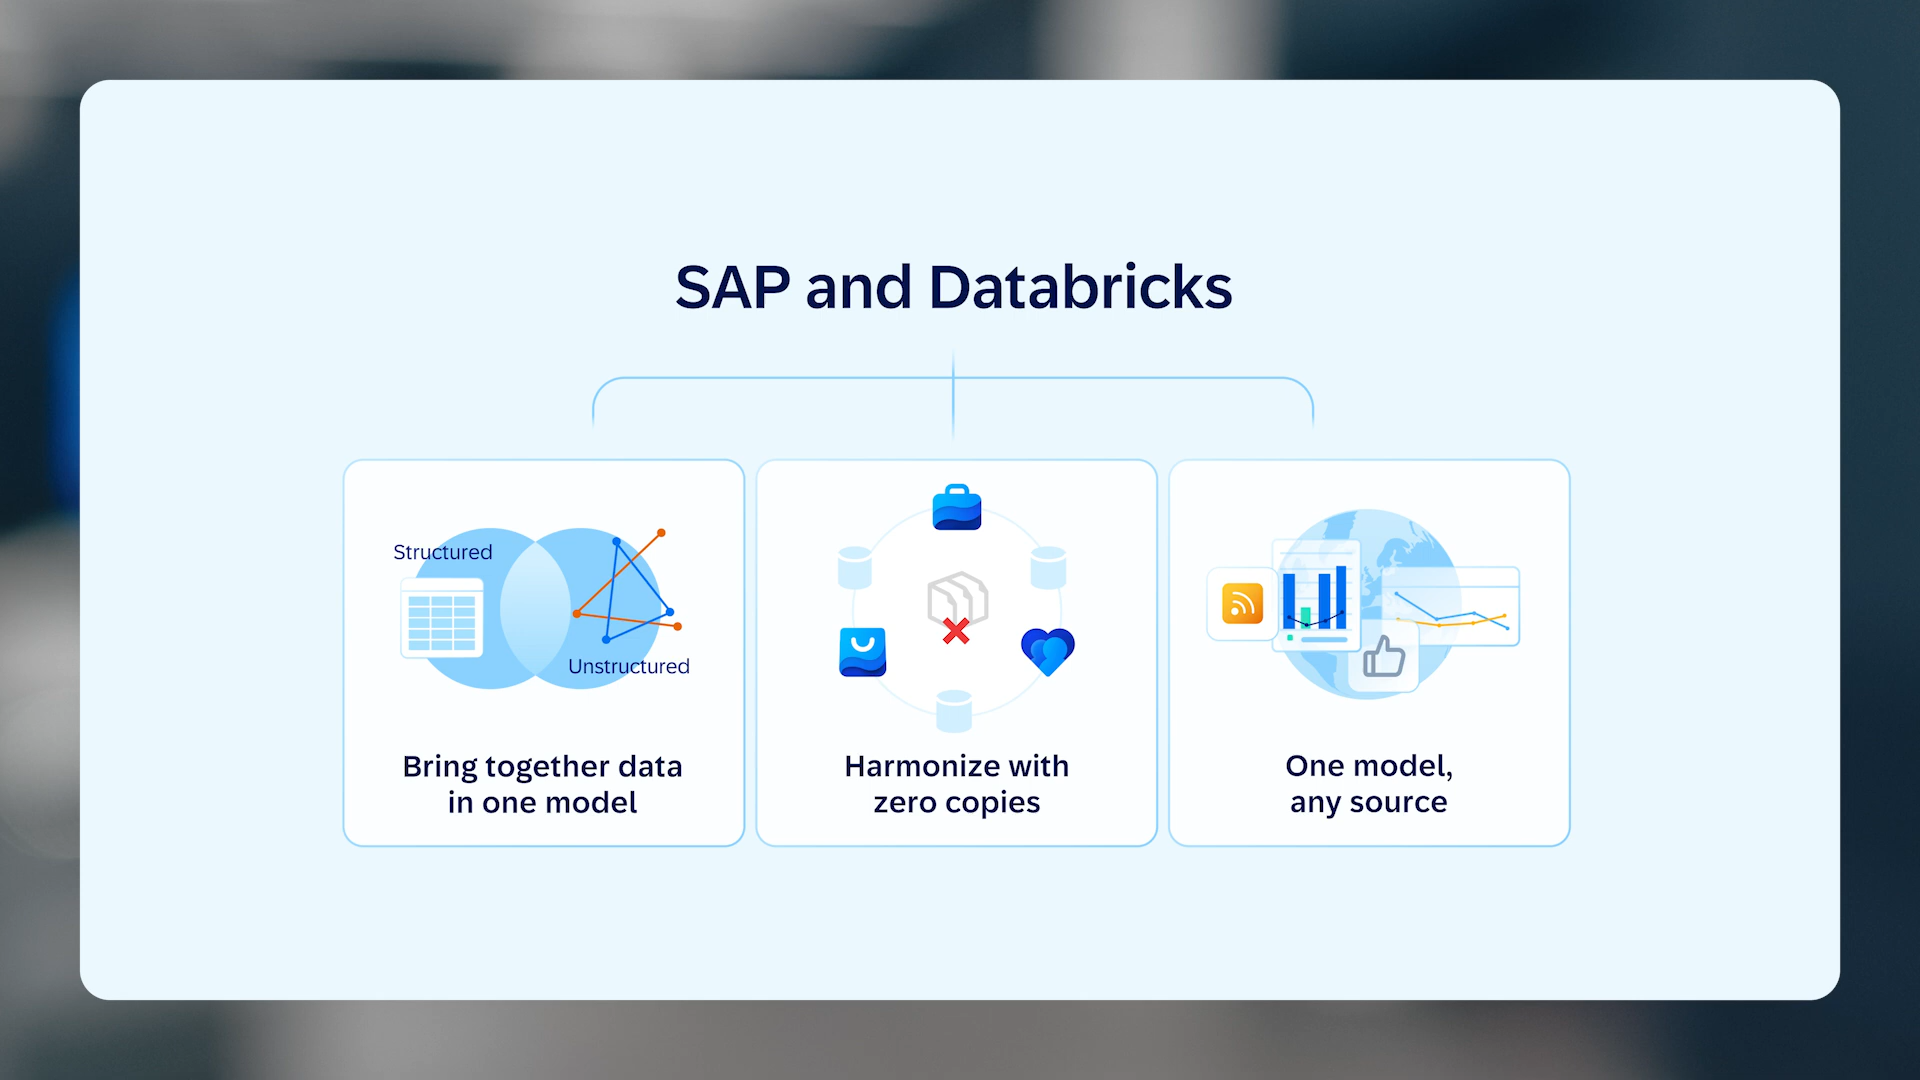 SAP and Databricks
Structured
Unstructured
Bring together data
in one model
Harmonize with
zero copies
One model,
any source